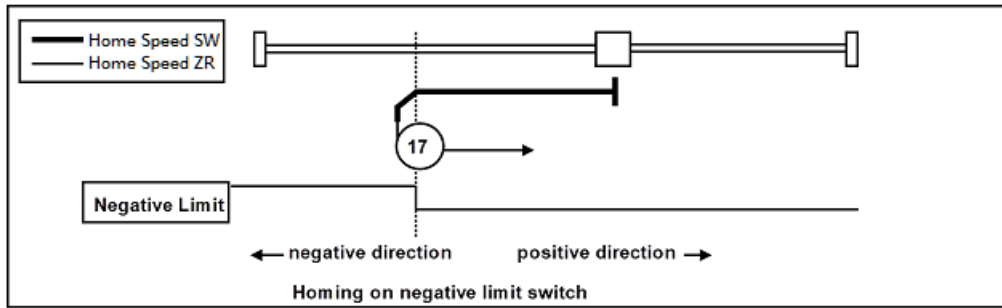 Home Speed SW
Home Speed ZR
17
Negative Limit
negative direction
positive direction
Homing on negative limit switch